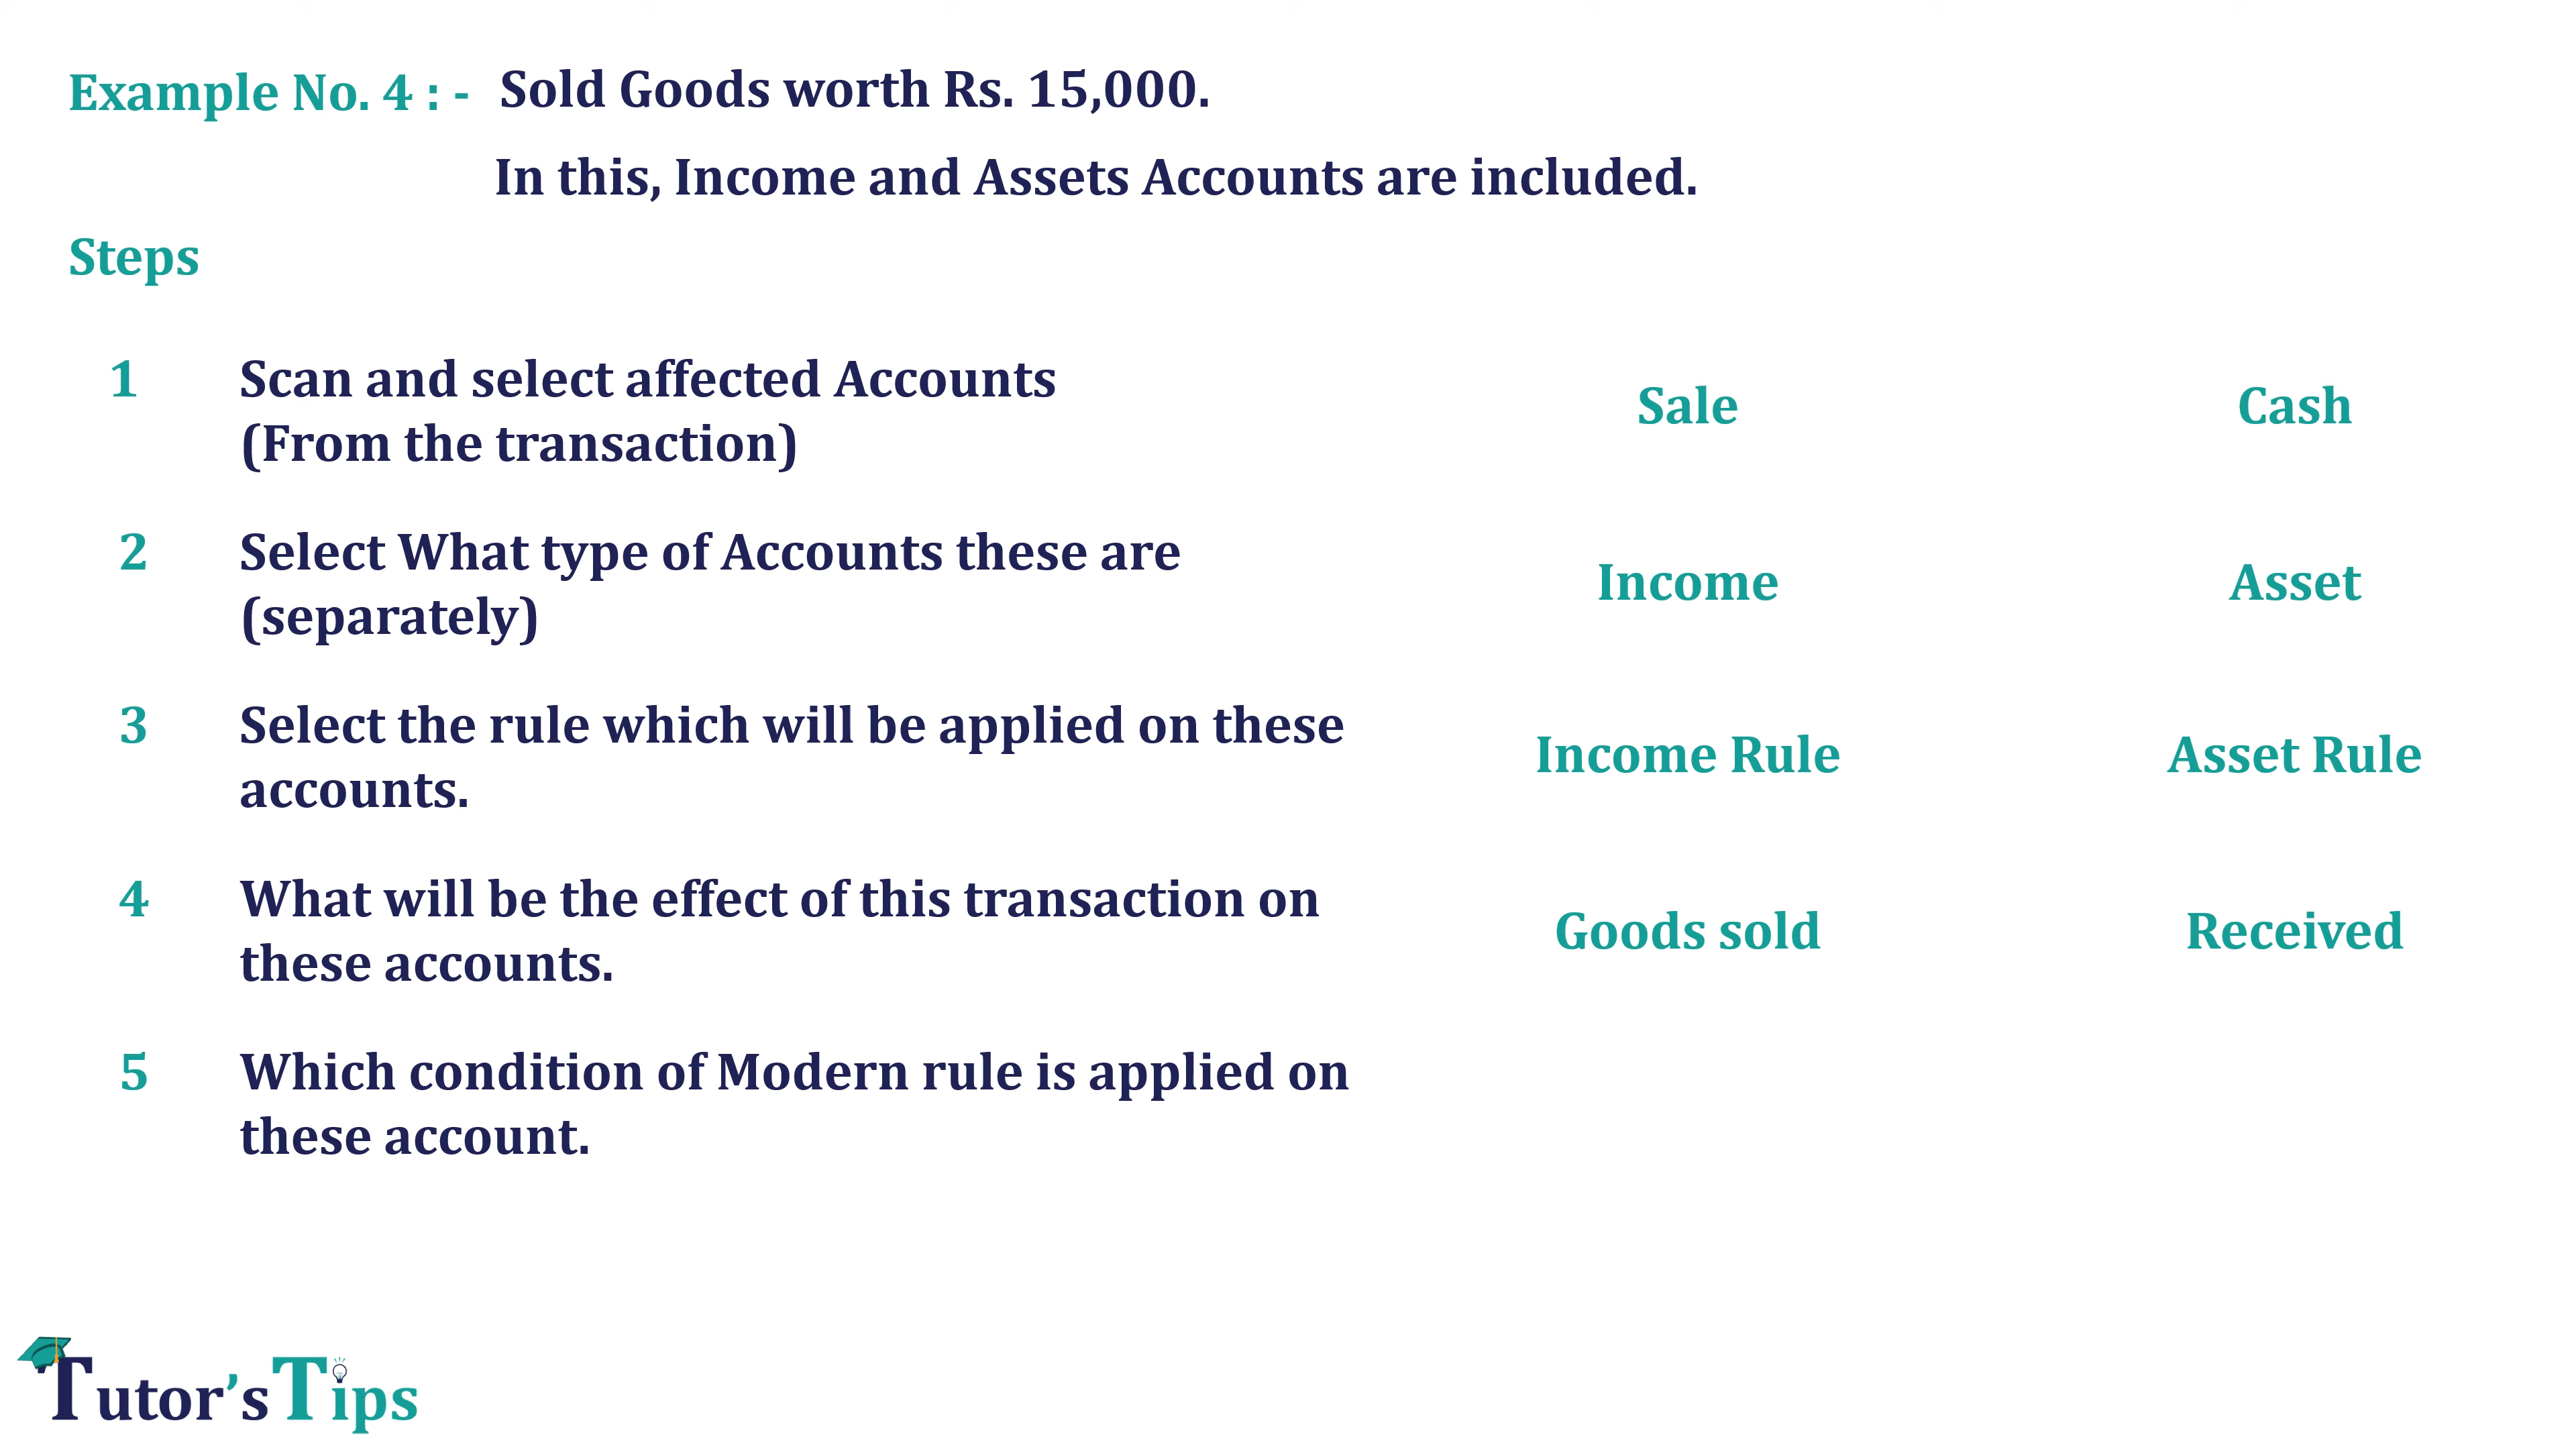 Example No. 4 : - Sold Goods worth Rs. 15,000.
In this, Income and Assets Accounts are included.
Steps
1 Scan and select affected Accounts
(From the transaction)
Sale Cash
2 Select What type of Accounts these are
(separately)
Income Asset
3 Select the rule which will be applied on these
accounts.
Income Rule Asset Rule
4 What will be the effect of this transaction on
these accounts.
Goods sold Received
5 Which condition of Modern rule is applied on
these account.
Tutor’s Tips